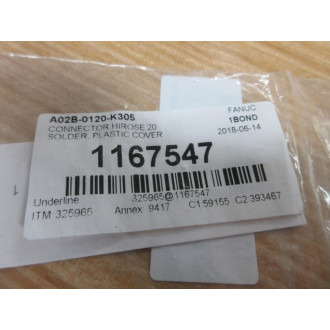 A02B-0120-K305
FANUC
CONNECTOR HIROSE 20
1BOND
SOLDER, PLASTIC COVER
2018-06-14
1167547
Underline
325965@1167547
ITM: 325965 Annex: 9417 C1:59155 C2:393467